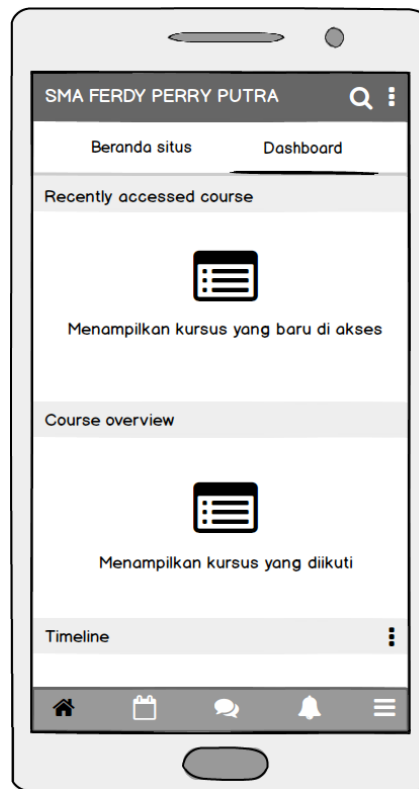 SMA FERDY PERRY PUTRA
Beranda situs Dashboard
Recently accessed course
Menampilkan kursus yang baru di akses
Course overview
Menampilkan kursus yang diikuti
Timeline